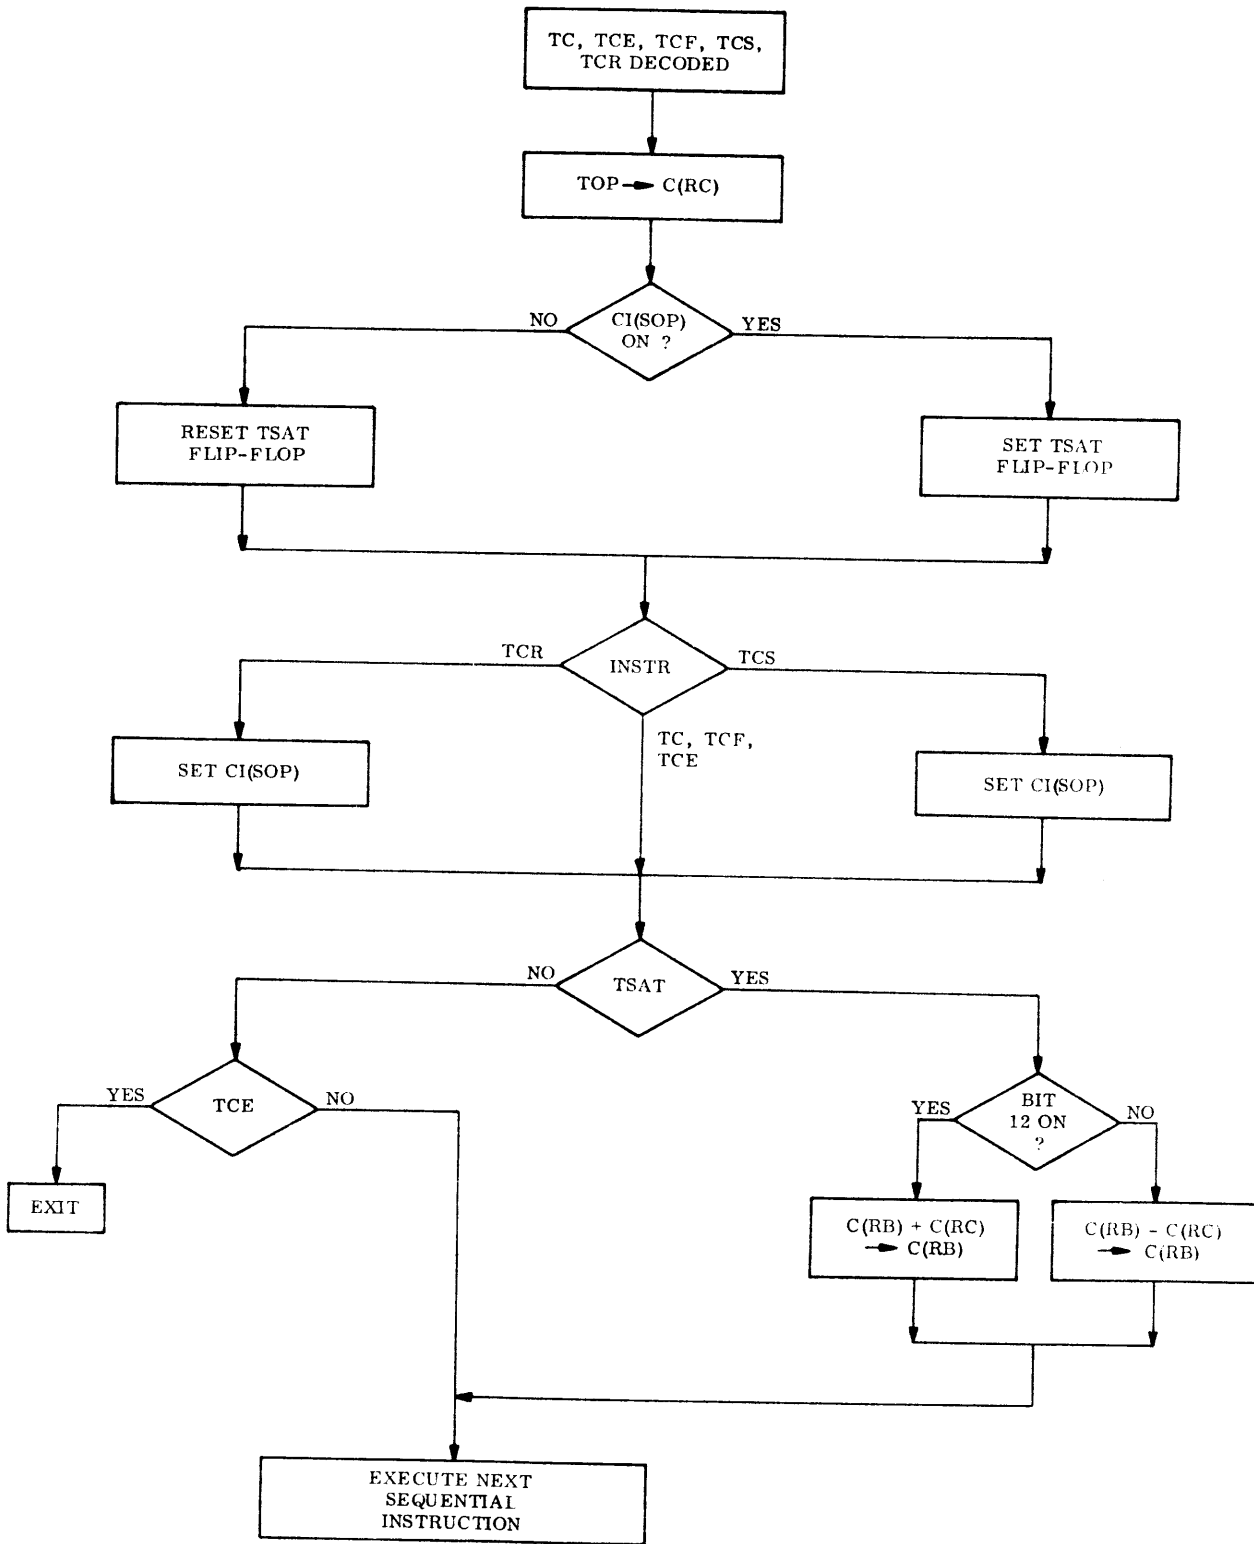 TC, TCE, TCF, TCS,
TCR DECODED
TOP → C(RC)
CI(SOP)
ON ?
NO
YES
RESET TSAT
FLIP-FLOP
SET TSAT
FLIP-FLOP
INSTR
TCR
TCS
TC, TCF,
TCE
SET CI(SOP)
SET CI(SOP)
TSAT
NO
YES
TCE
YES
NO
BIT
12 ON
?
YES
NO
EXIT
C(RB) + C(RC)
→ C(RB)
C(RB) - C(RC)
→ C(RB)
EXECUTE NEXT
SEQUENTIAL
INSTRUCTION